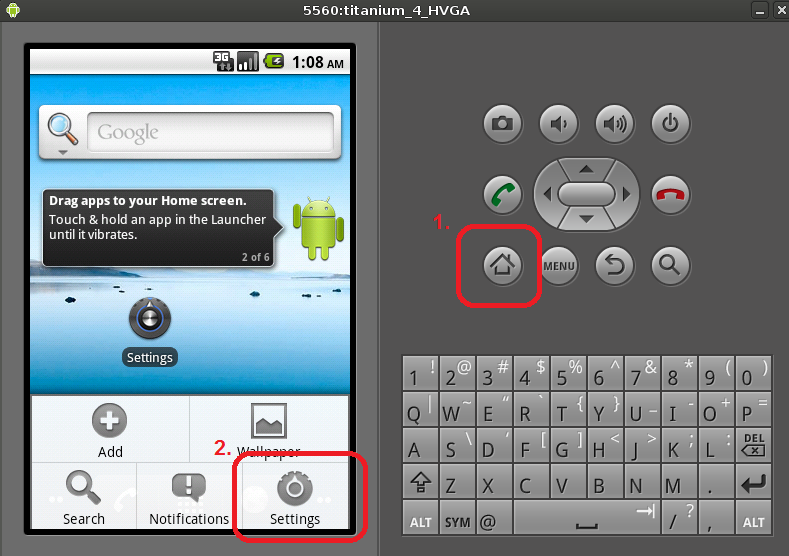 5560:titanium_4_HVGA
3G 1:08 AM
Google
Drag apps to your Home screen.
Touch & hold an app in the Launcher
until it vibrates.
2 of 6
Settings
Add
Wallpaper
2.
Search
Notifications
Settings
1.
MENU
1 ! 2 @ 3 # 4 $ 5 % 6 ^ 7 & 8 * 9 ( 0 )
Q | W ~ E " R ` T { Y } U _ I - O + P =
A S \ D ' F [ G ] H < J > K ; L : DEL
Z X C V B N M .
ALT SYM @ / ? , ALT